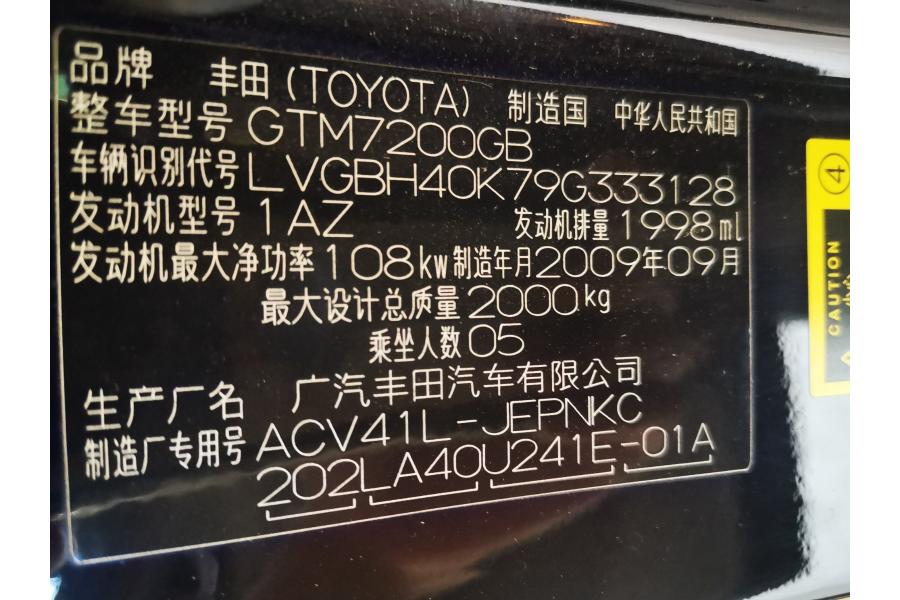 品牌 丰田(TOYOTA) 制造国 中华人民共和国
整车型号 GTM7200GB
车辆识别代号 LVGBH40K79G333128
发动机型号 1AZ 发动机排量 1998ml
发动机最大净功率 108kw 制造年月 2009年09月
最大设计总质量 2000kg
乘坐人数 05
生产厂名 广汽丰田汽车有限公司
制造厂专用号 ACV41L-JEPNKC
202LA40U241E-01A
4
CAUTION